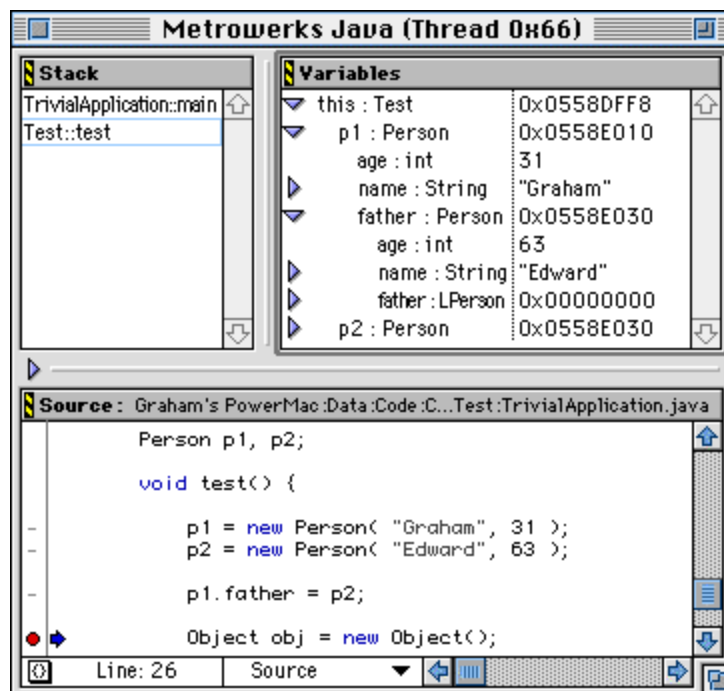 Metrowerks Java (Thread 0x66)
Stack
TrivialApplication::main
Test::test
Variables
this : Test 0x0558DFF8
p1 : Person 0x0558E010
age : int 31
name : String "Graham"
father : Person 0x0558E030
age : int 63
name : String "Edward"
father : LPerson 0x00000000
p2 : Person 0x0558E030
Source: Graham's PowerMac:Data:Code:C...Test:TrivialApplication.java
Person p1, p2;
void test() {
p1 = new Person( "Graham", 31 );
p2 = new Person( "Edward", 63 );
p1.father = p2;
Object obj = new Object();
Line: 26 Source